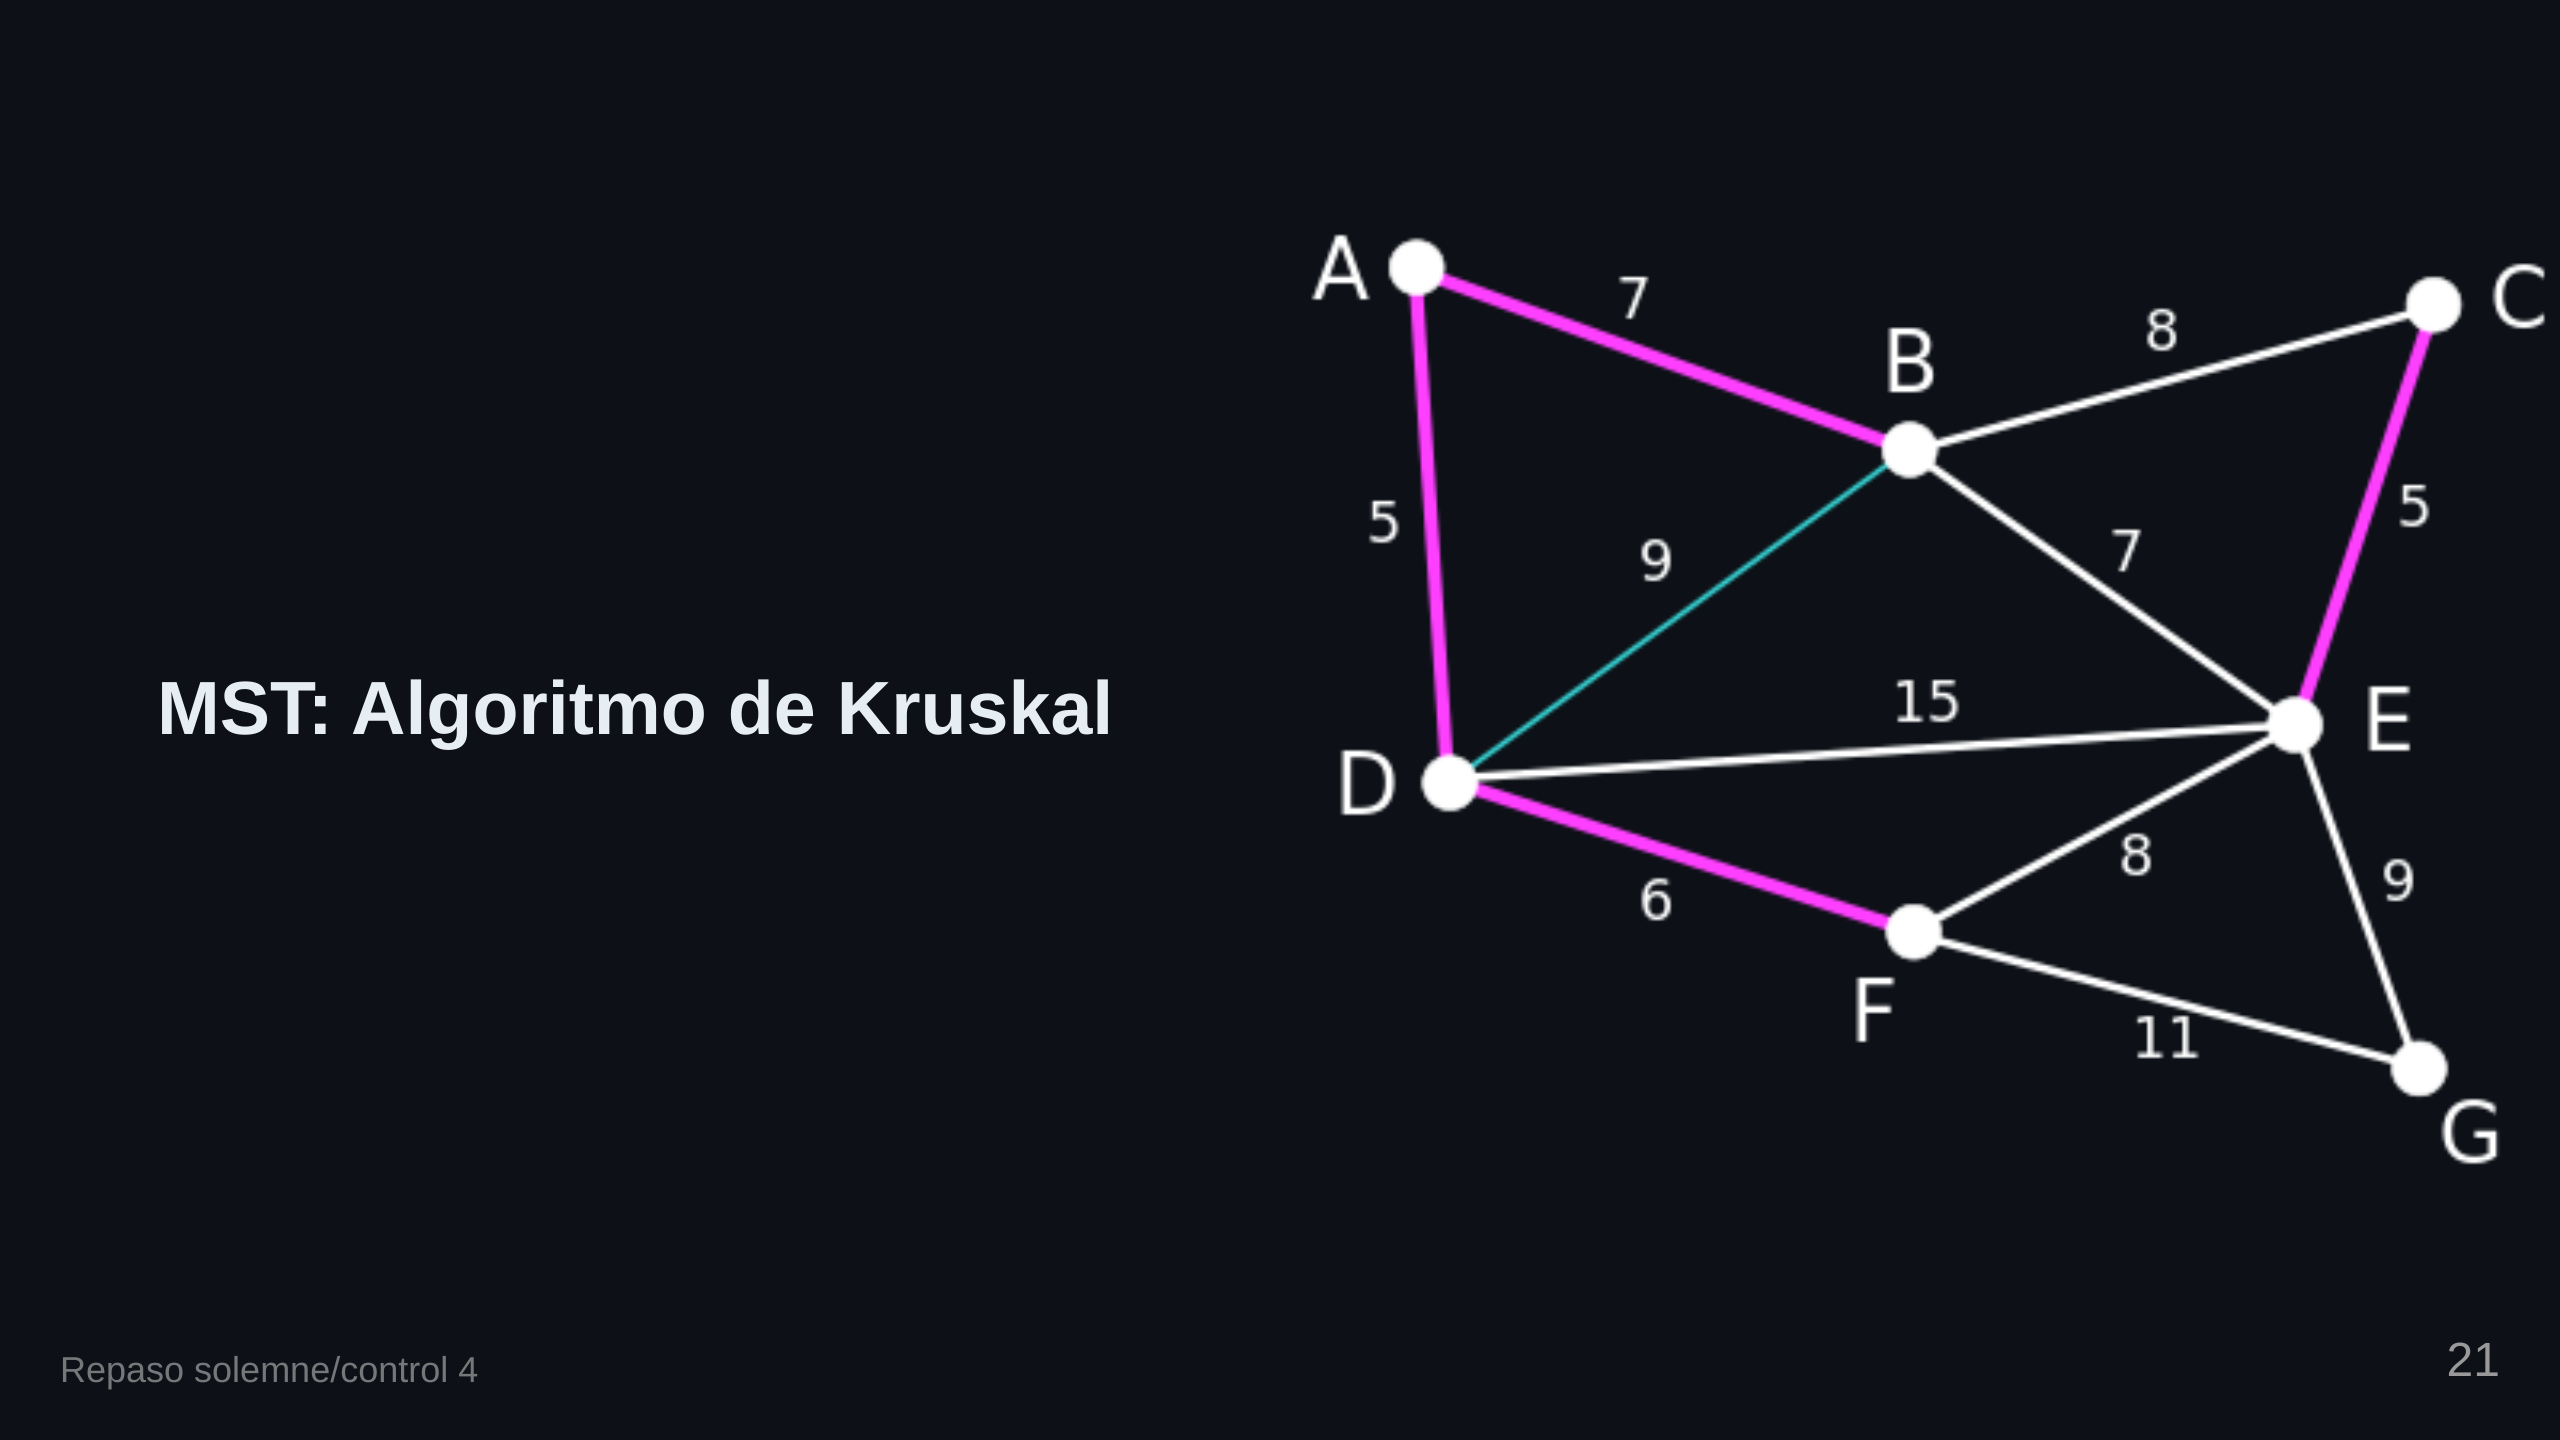 MST: Algoritmo de Kruskal
A
7
B
8
C
5
9
7
5
15
D
E
6
8
9
F
11
G
Repaso solemne/control 4
21